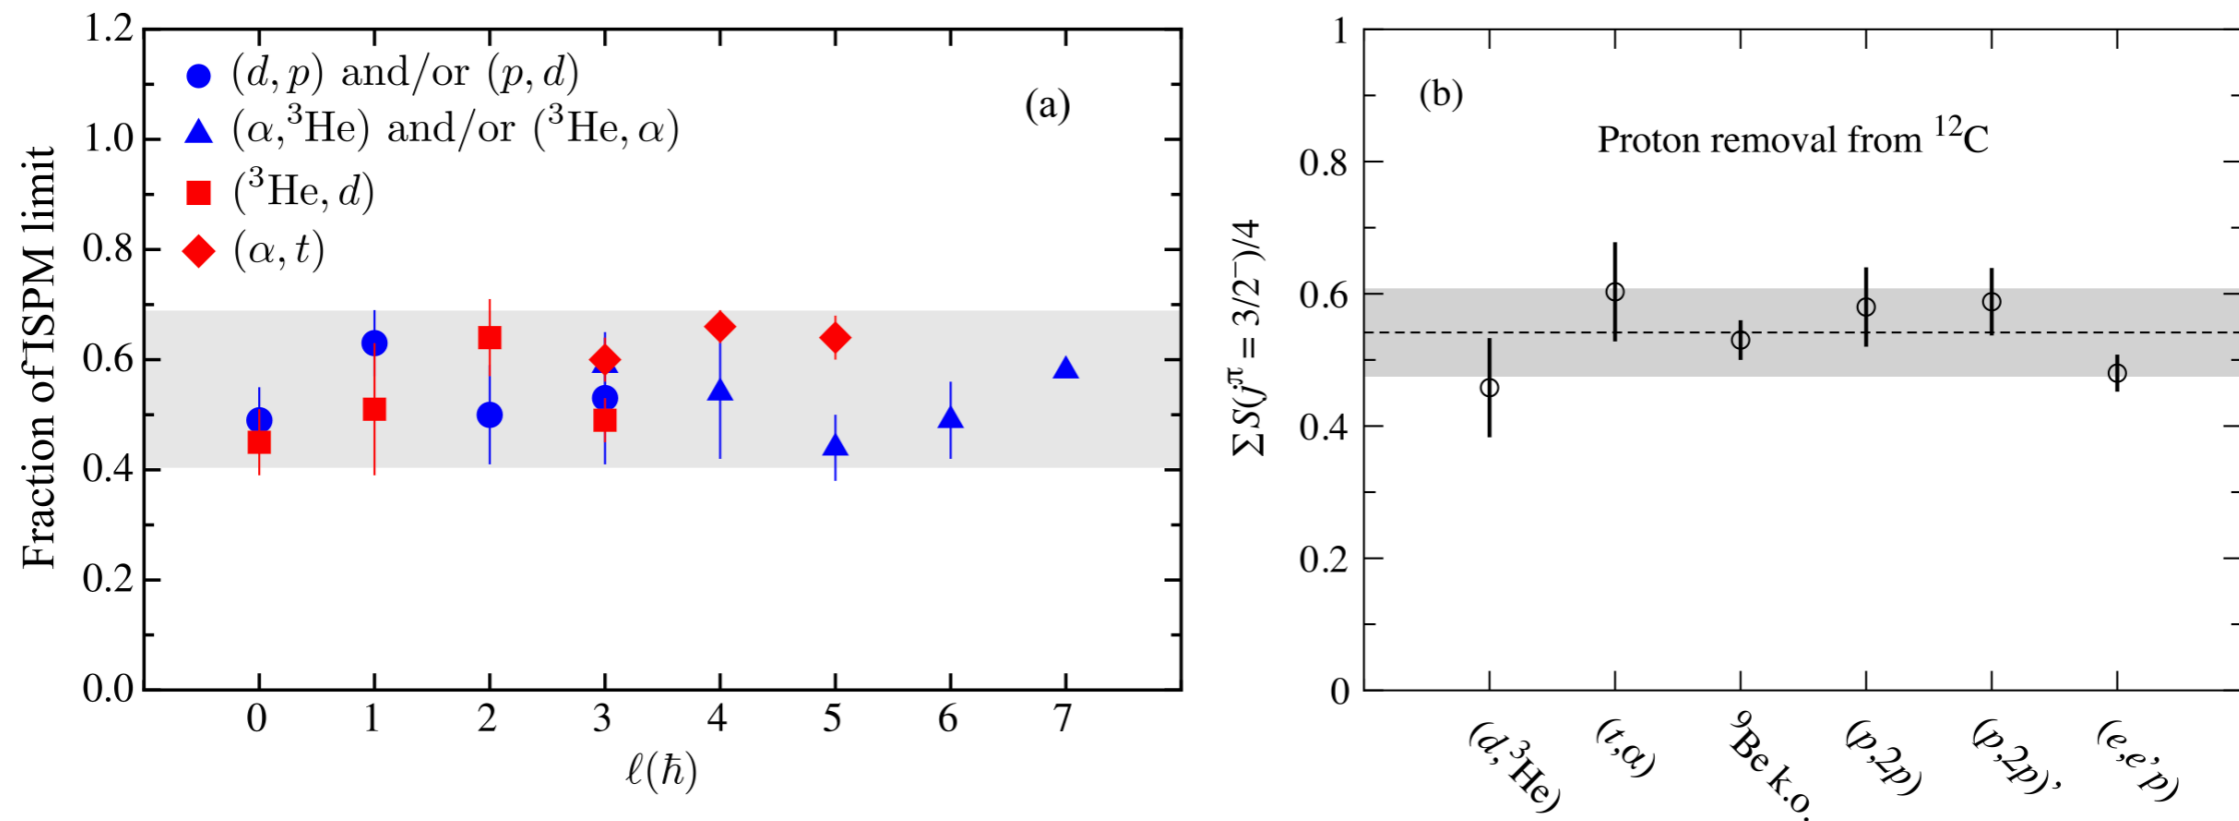 1.2
1.0
0.8
0.6
0.4
0.2
0.0
Fraction of ISPM limit
(d, p) and/or (p, d)
(α,³He) and/or (³He, α)
(³He, d)
(α, t)
(a)
0 1 2 3 4 5 6 7
ℓ(ħ)
1
0.8
0.6
0.4
0.2
0
ΣS(jπ = 3/2⁻)/4
(b)
Proton removal from ¹²C
(d,³He)
(t,α)
⁹Be k.o.
(p,2p)
(p,2p)’
(e,e’p)